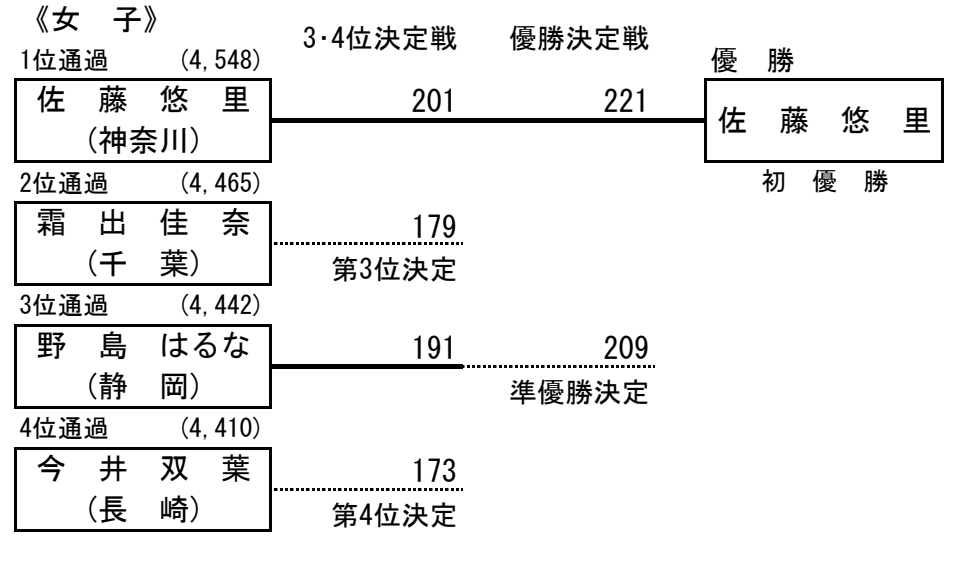 《女　子》
3・4位決定戦　優勝決定戦
1位通過　(4,548)　優　勝
佐　藤　悠　里　201　221　佐　藤　悠　里
(神奈川)
2位通過　(4,465)　初　優　勝
霜　出　佳　奈　179
(千　葉)　第3位決定
3位通過　(4,442)
野　島　はるな　191　209
(静　岡)　準優勝決定
4位通過　(4,410)
今　井　双　葉　173
(長　崎)　第4位決定